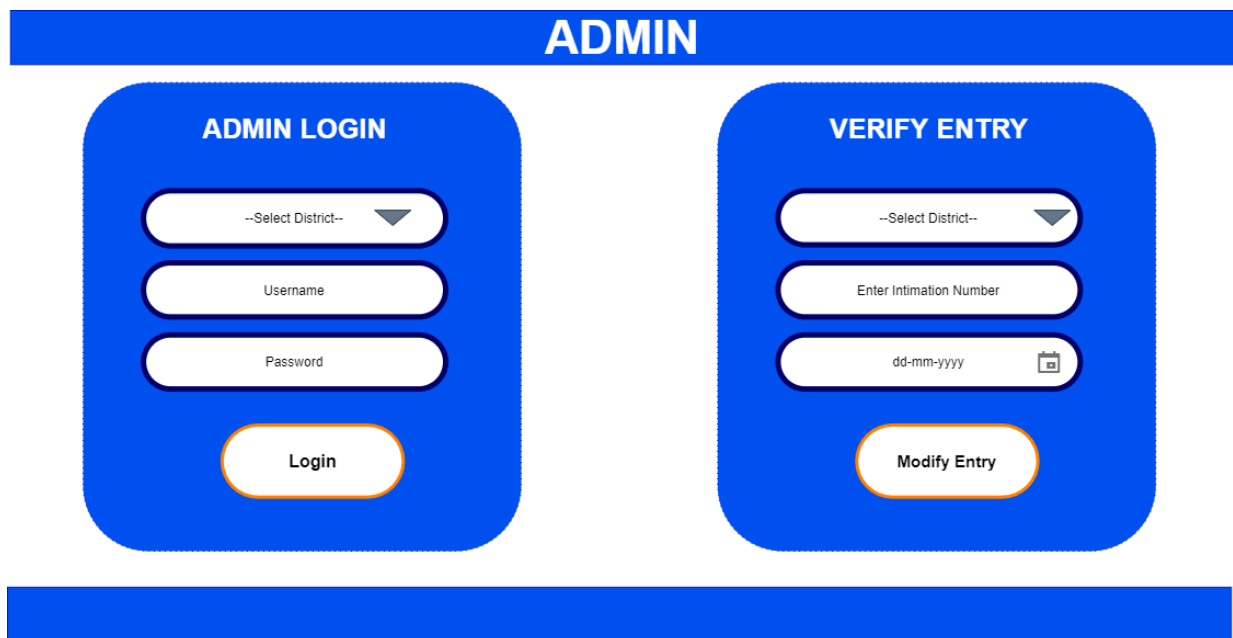 ADMIN
ADMIN LOGIN
--Select District--
Username
Password
Login
VERIFY ENTRY
--Select District--
Enter Intimation Number
dd-mm-yyyy
Modify Entry